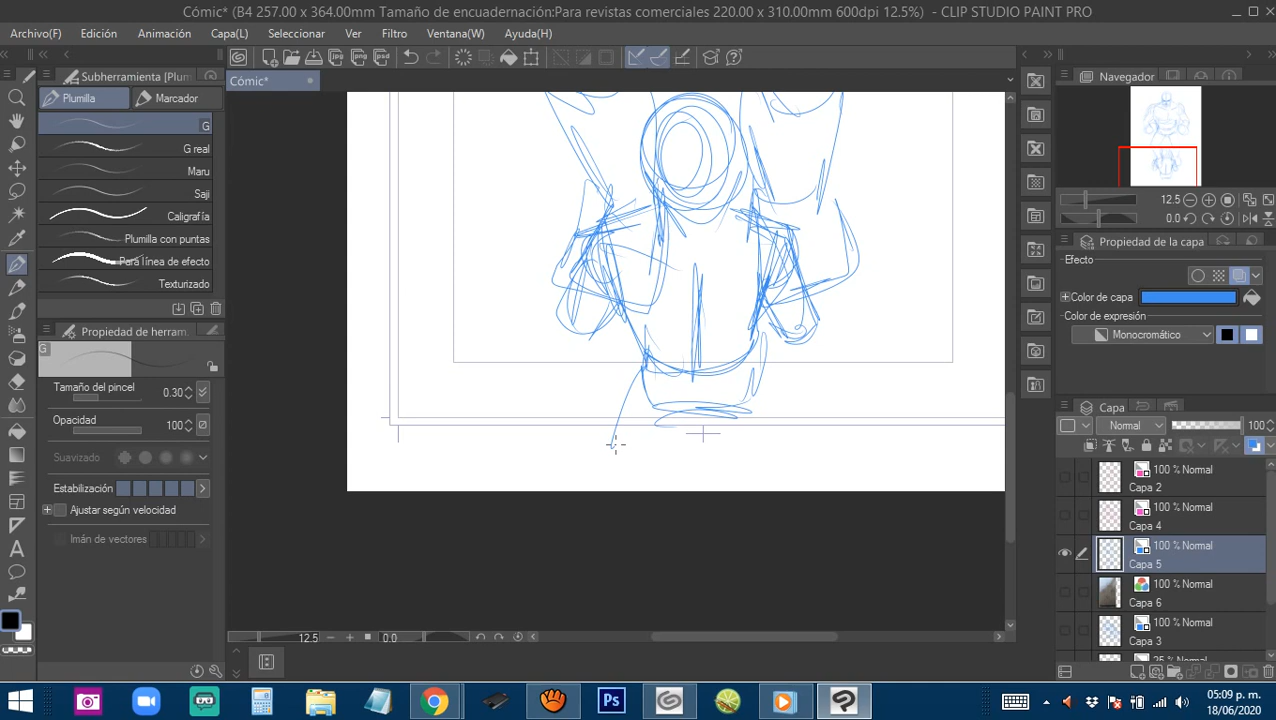 Cómic* (B4 257.00 x 364.00mm Tamaño de encuadernación:Para revistas comerciales 220.00 x 310.00mm 600dpi 12.5%) - CLIP STUDIO PAINT PRO
Archivo(F) Edición Animación Capa(L) Seleccionar Ver Filtro Ventana(W) Ayuda(H)
Subherramienta (Plum
Cómic*
Navegador
Plumilla Marcador
G
G real
Maru
Saji
Caligrafía
Plumilla con puntas
Para línea de efecto
Texturizado
12.5
0.0
Propiedad de la capa
Efecto
Color de capa
Color de expresión
Monocromático
Propiedad de herram
G
Tamaño del pincel 0.30
Opacidad 100
Suavizado
Estabilización
Ajustar según velocidad
Imán de vectores
Capa
Normal 100
100 % Normal
Capa 2
100 % Normal
Capa 4
100 % Normal
Capa 5
100 % Normal
Capa 6
100 % Normal
Capa 3
12.5 0.0
Ps
05:09 p. m.
18/06/2020